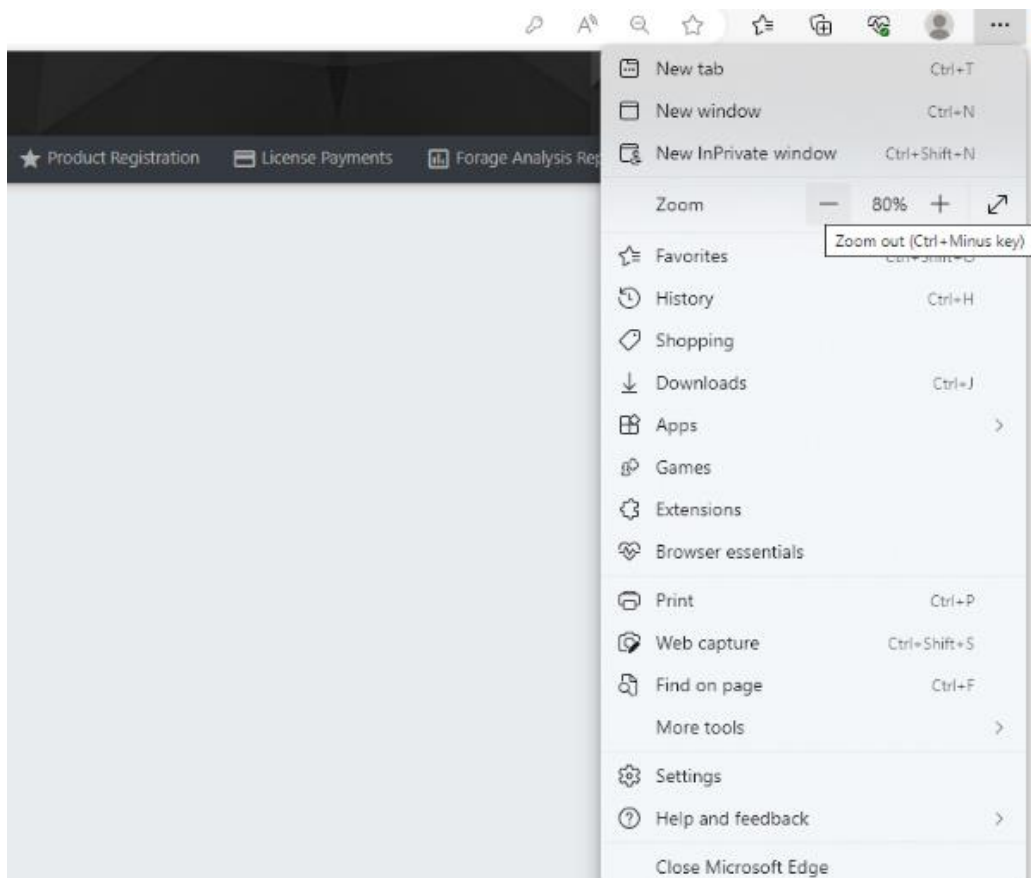 New tab Ctrl+T
New window Ctrl+N
Product Registration License Payments Forage Analysis Rep
New InPrivate window Ctrl+Shift+N
Zoom 80%
Zoom out (Ctrl+Minus key)
Favorites
History Ctrl+H
Shopping
Downloads Ctrl+J
Apps
Games
Extensions
Browser essentials
Print Ctrl+P
Web capture Ctrl+Shift+S
Find on page Ctrl+F
More tools
Settings
Help and feedback
Close Microsoft Edge